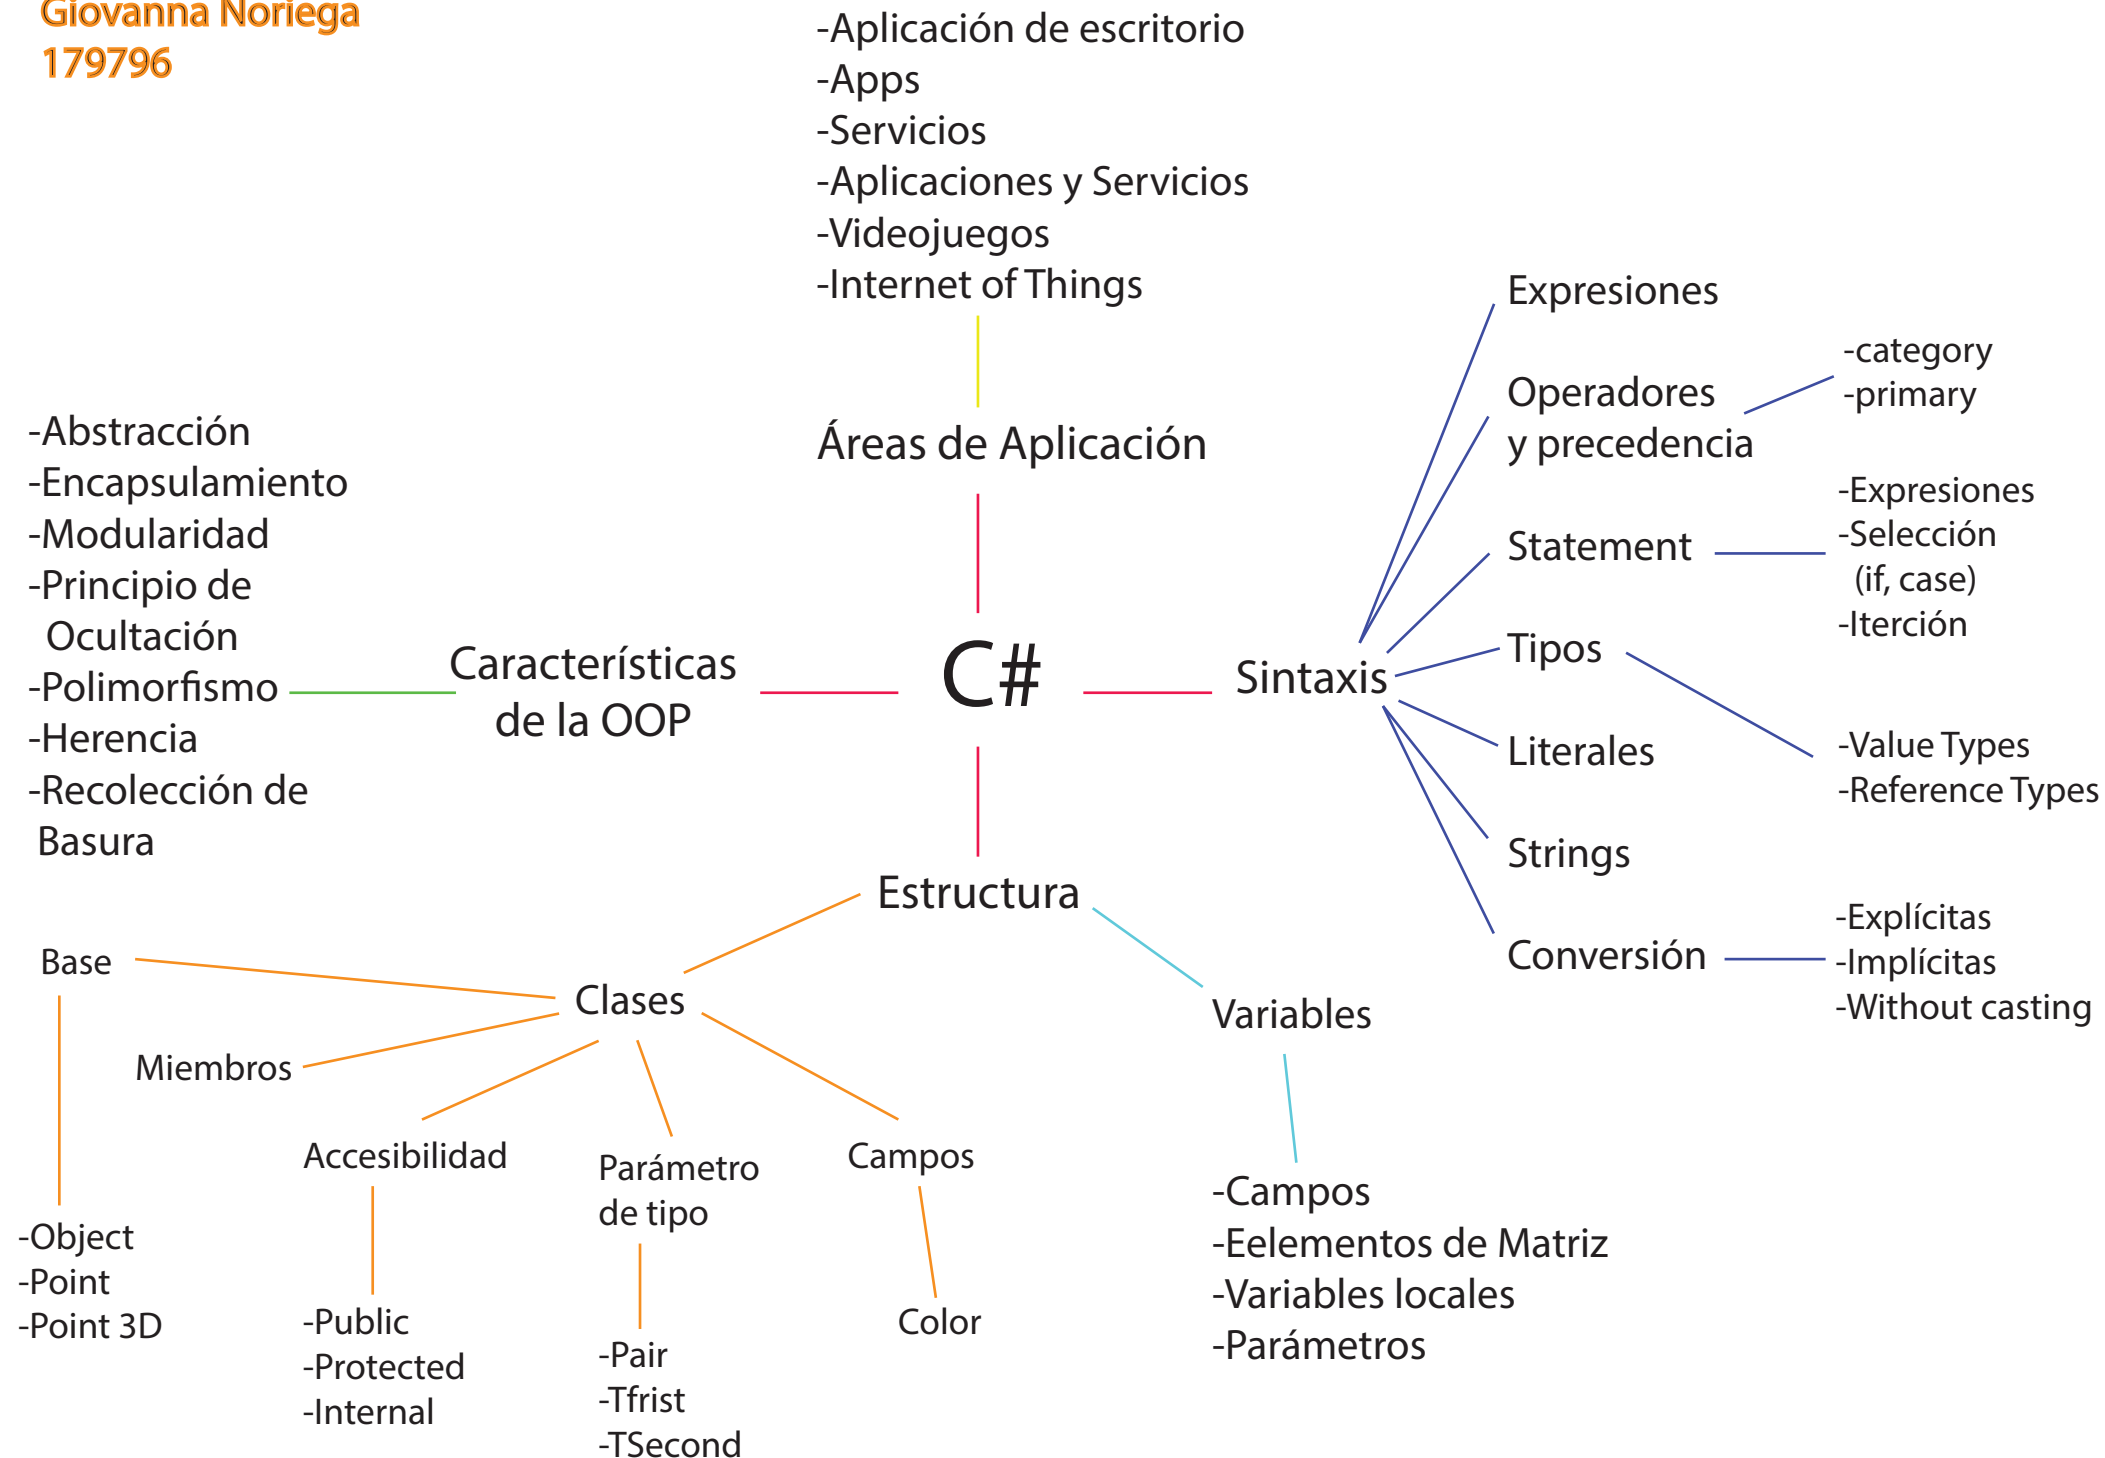 Giovanna Noriega
179796
-Aplicación de escritorio
-Apps
-Servicios
-Aplicaciones y Servicios
-Videojuegos
-Internet of Things
Áreas de Aplicación
-Abstracción
-Encapsulamiento
-Modularidad
-Principio de
Ocultación
-Polimorfismo
-Herencia
-Recolección de
Basura
Características
de la OOP
C#
Sintaxis
Expresiones
Operadores
y precedencia
-category
-primary
Statement
-Expresiones
-Selección
(if, case)
-Iterción
Tipos
-Value Types
-Reference Types
Literales
Strings
Conversión
-Explícitas
-Implícitas
-Without casting
Estructura
Clases
Base
-Object
-Point
-Point 3D
Miembros
Accesibilidad
-Public
-Protected
-Internal
Parámetro
de tipo
-Pair
-Tfrist
-TSecond
Campos
Color
Variables
-Campos
-Eelementos de Matriz
-Variables locales
-Parámetros